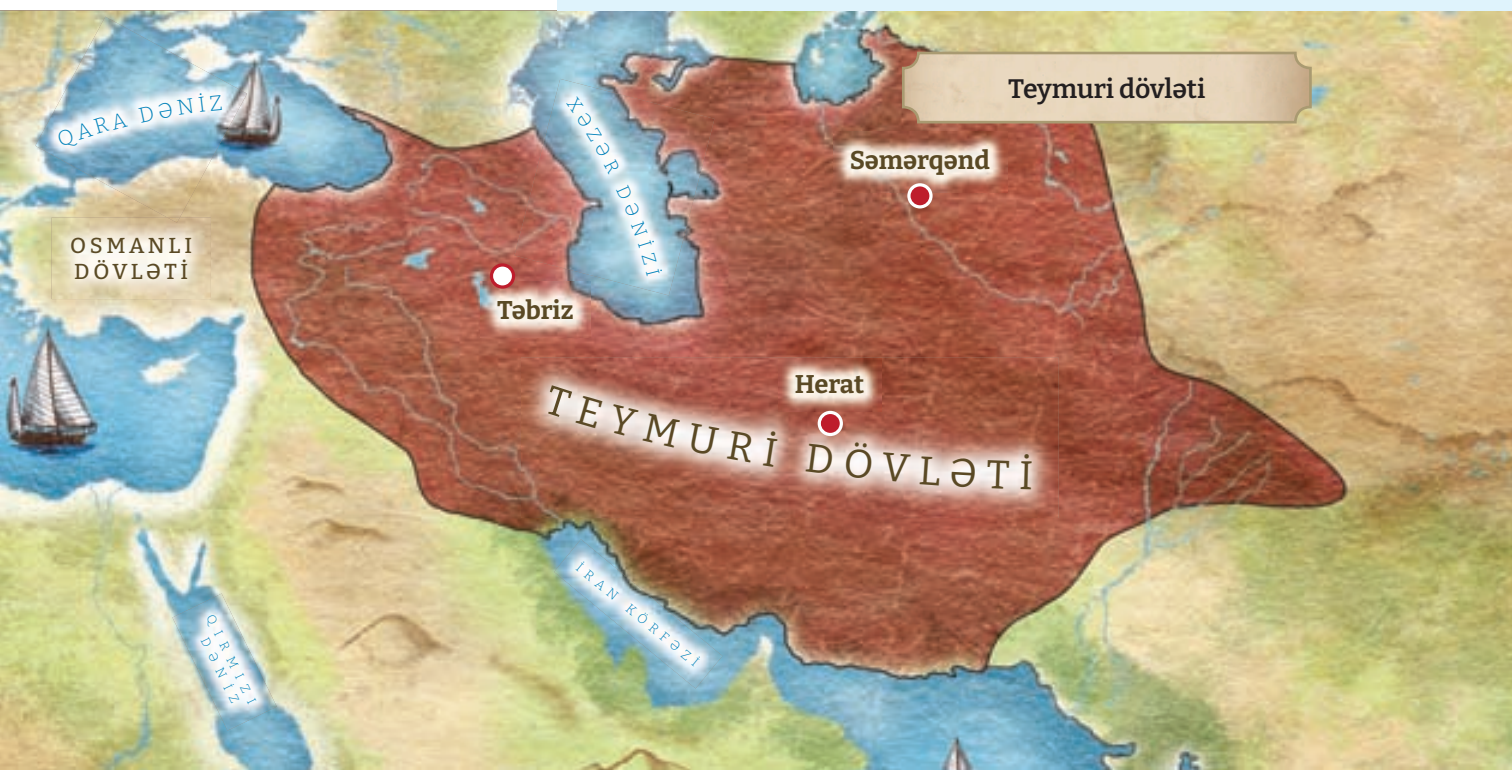 Teymuri dövləti
QARA DƏNİZ
XƏZƏR DƏNİZİ
Səmərqənd
OSMANLI
DÖVLƏTİ
Təbriz
Herat
TEYMURİ DÖVLƏTİ
İRAN KÖRFƏZİ
QIRMIZI
DƏNİZ